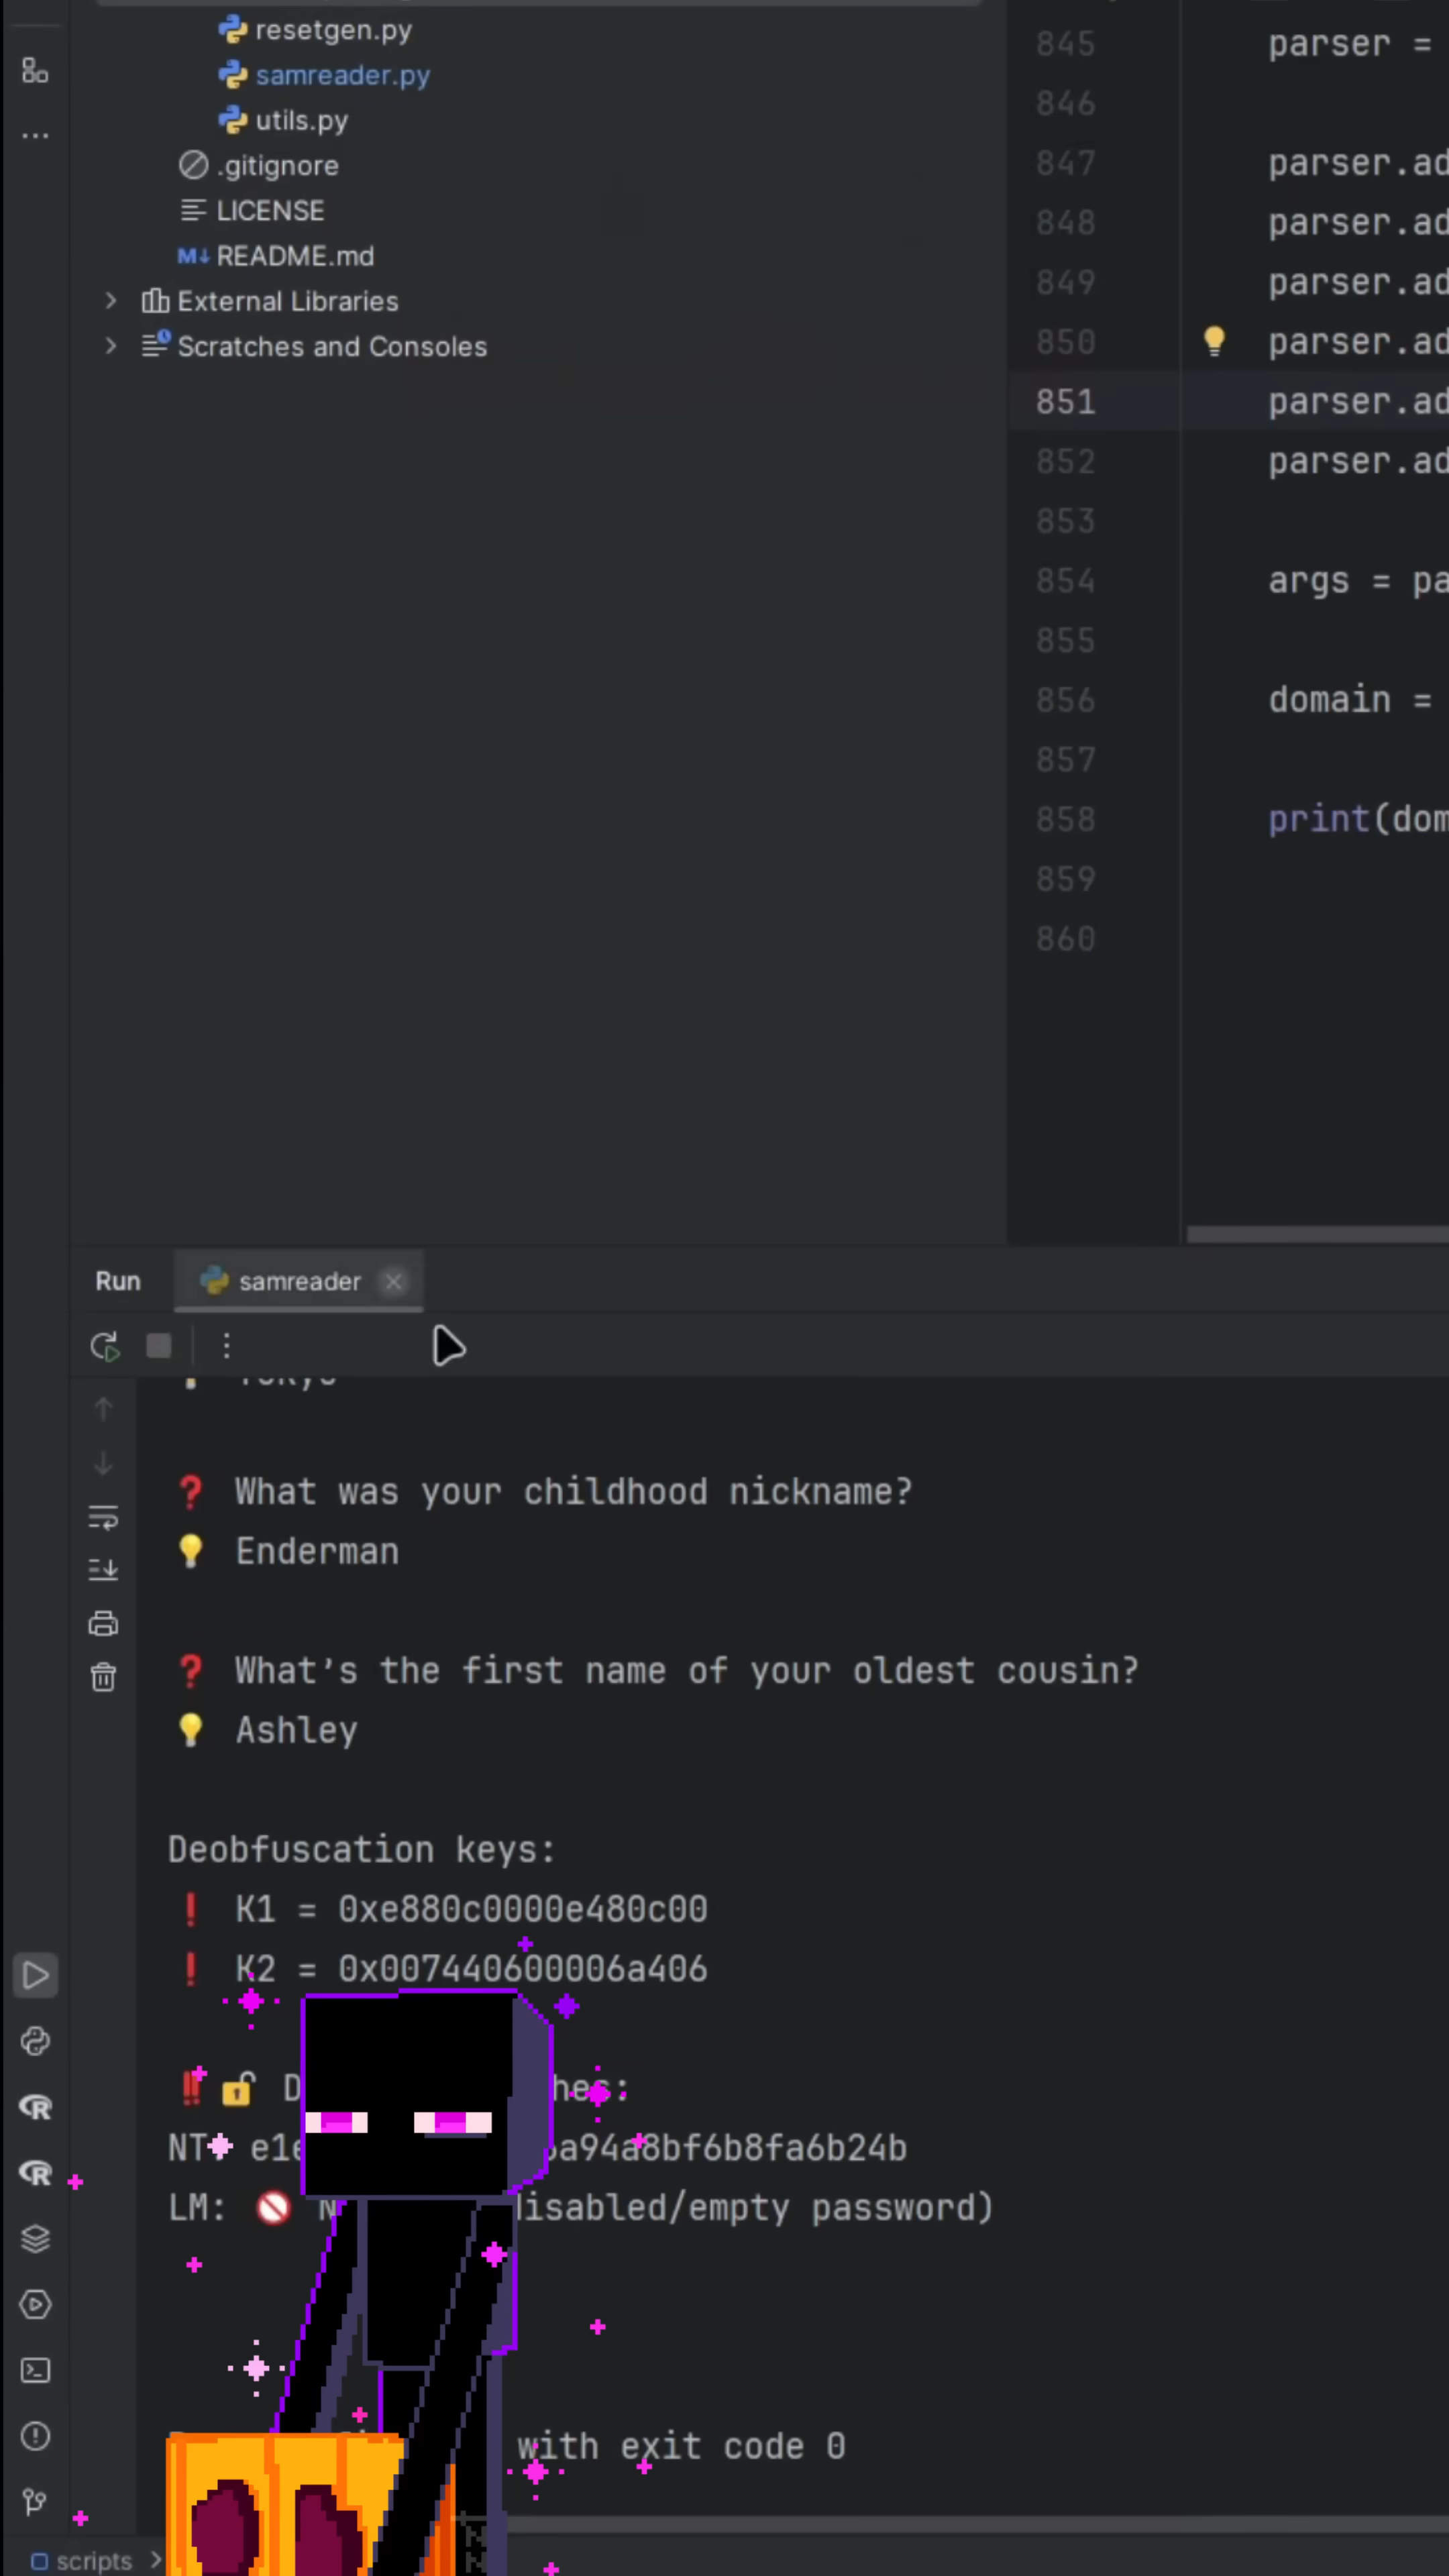 resetgen.py
samreader.py
utils.py
.gitignore
LICENSE
M↓ README.md
External Libraries
Scratches and Consoles
845 parser =
846
847 parser.ad
848 parser.ad
849 parser.ad
850 parser.ad
851 parser.ad
852 parser.ad
853
854 args = pa
855
856 domain =
857
858 print(dom
859
860
Run samreader
Tokyo
❓ What was your childhood nickname?
💡 Enderman
❓ What's the first name of your oldest cousin?
💡 Ashley
Deobfuscation keys:
❗ K1 = 0xe880c0000e480c00
❗ K2 = 0x007440600006a406
hes:
NT: a94a8bf6b8fa6b24b
LM: 🚫 disabled/empty password)
with exit code 0
scripts >